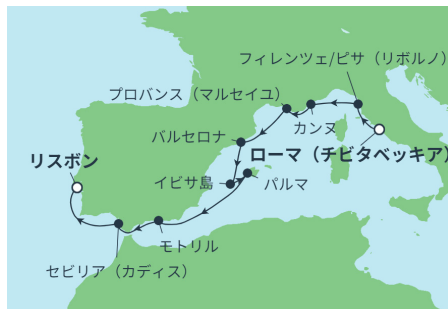 フィレンツェ/ピサ（リボルノ）
プロバンス（マルセイユ）
カンヌ
バルセロナ
ローマ（チビタベッキア）
リスボン
イビサ島
パルマ
モトリル
セビリア（カディス）